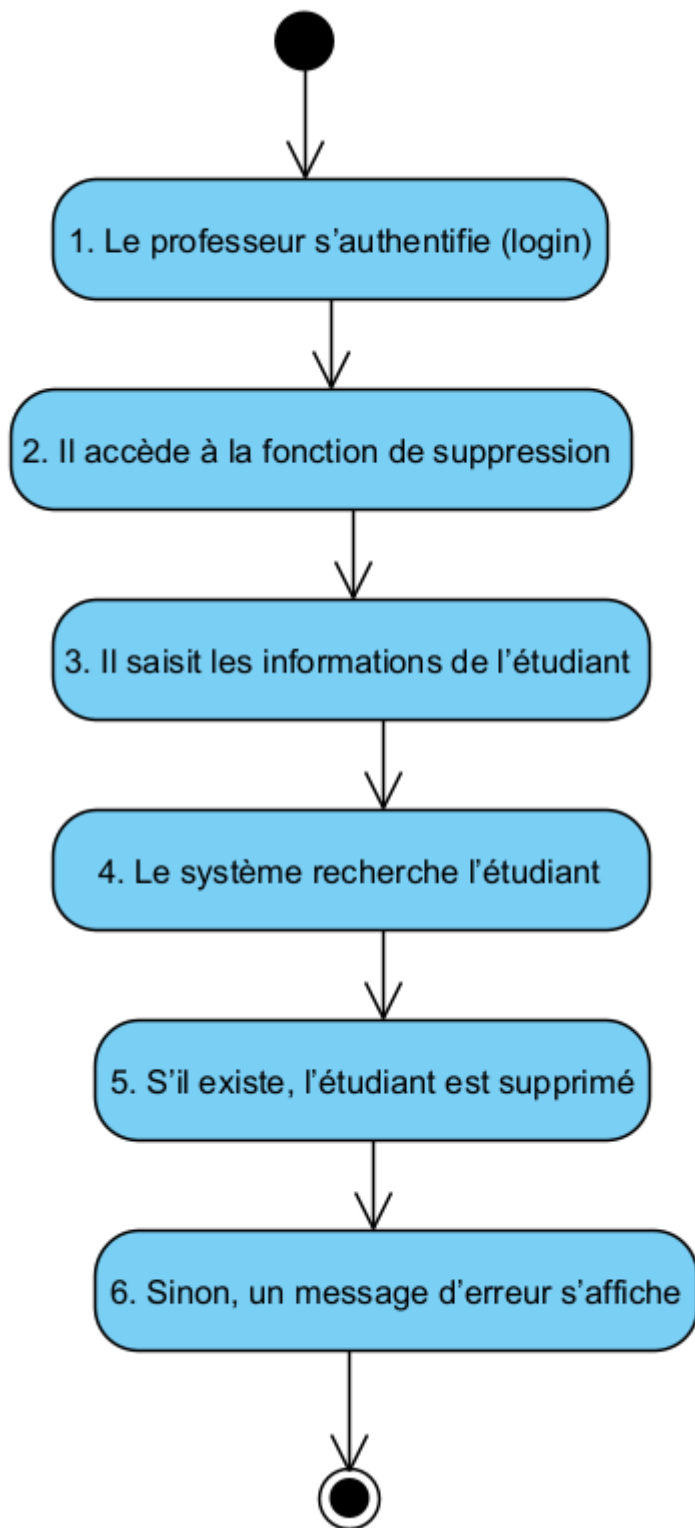 1. Le professeur s’authentifie (login)
2. Il accède à la fonction de suppression
3. Il saisit les informations de l’étudiant
4. Le système recherche l’étudiant
5. S’il existe, l’étudiant est supprimé
6. Sinon, un message d’erreur s’affiche